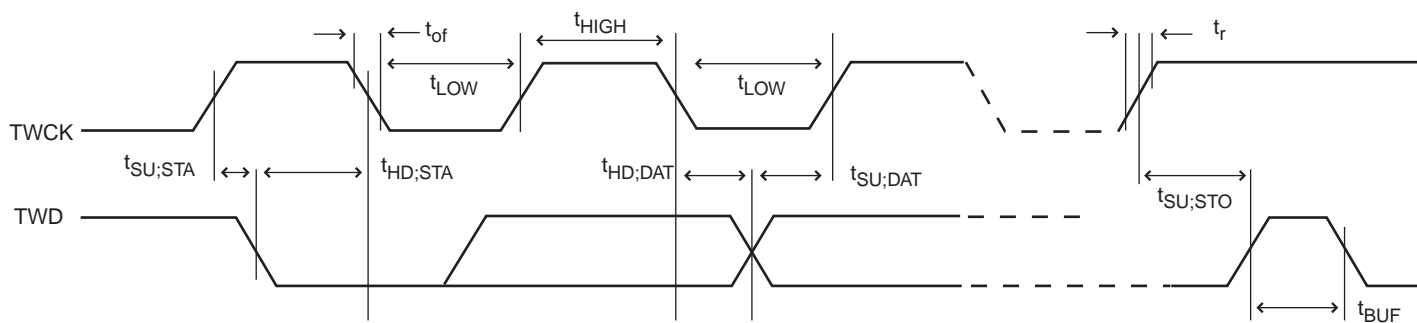 tof
tHIGH
tr
tLOW
tLOW
TWCK
tSU;STA
tHD;STA
tHD;DAT
tSU;DAT
tSU;STO
TWD
tBUF